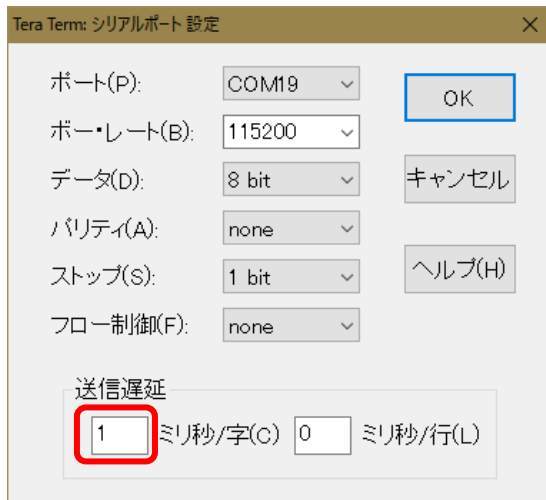 Tera Term: シリアルポート 設定
ポート(P): COM19
OK
ボー・レート(B): 115200
データ(D): 8 bit
キャンセル
パリティ(A): none
ストップ(S): 1 bit
ヘルプ(H)
フロー制御(F): none
送信遅延
1 ミリ秒/字(C) 0 ミリ秒/行(L)